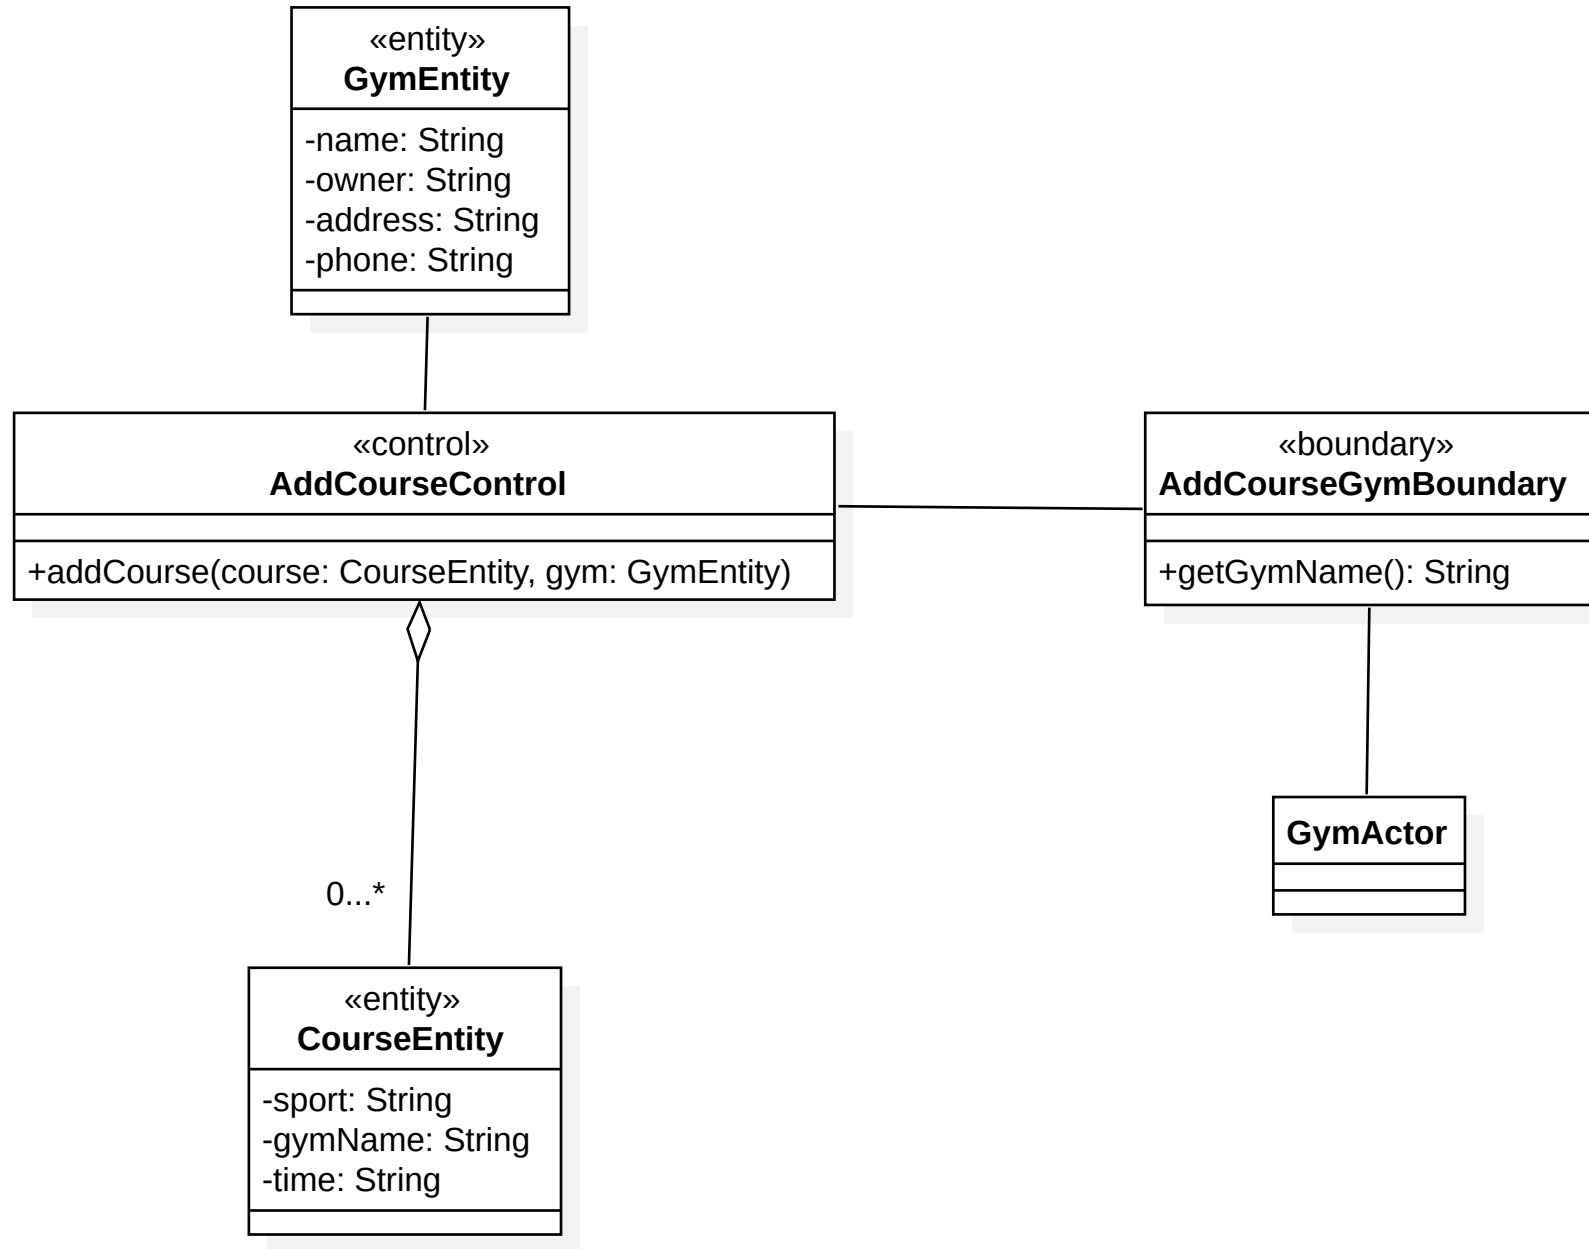 «entity»
GymEntity
-name: String
-owner: String
-address: String
-phone: String
«control»
AddCourseControl
+addCourse(course: CourseEntity, gym: GymEntity)
«boundary»
AddCourseGymBoundary
+getGymName(): String
GymActor
0...*
«entity»
CourseEntity
-sport: String
-gymName: String
-time: String